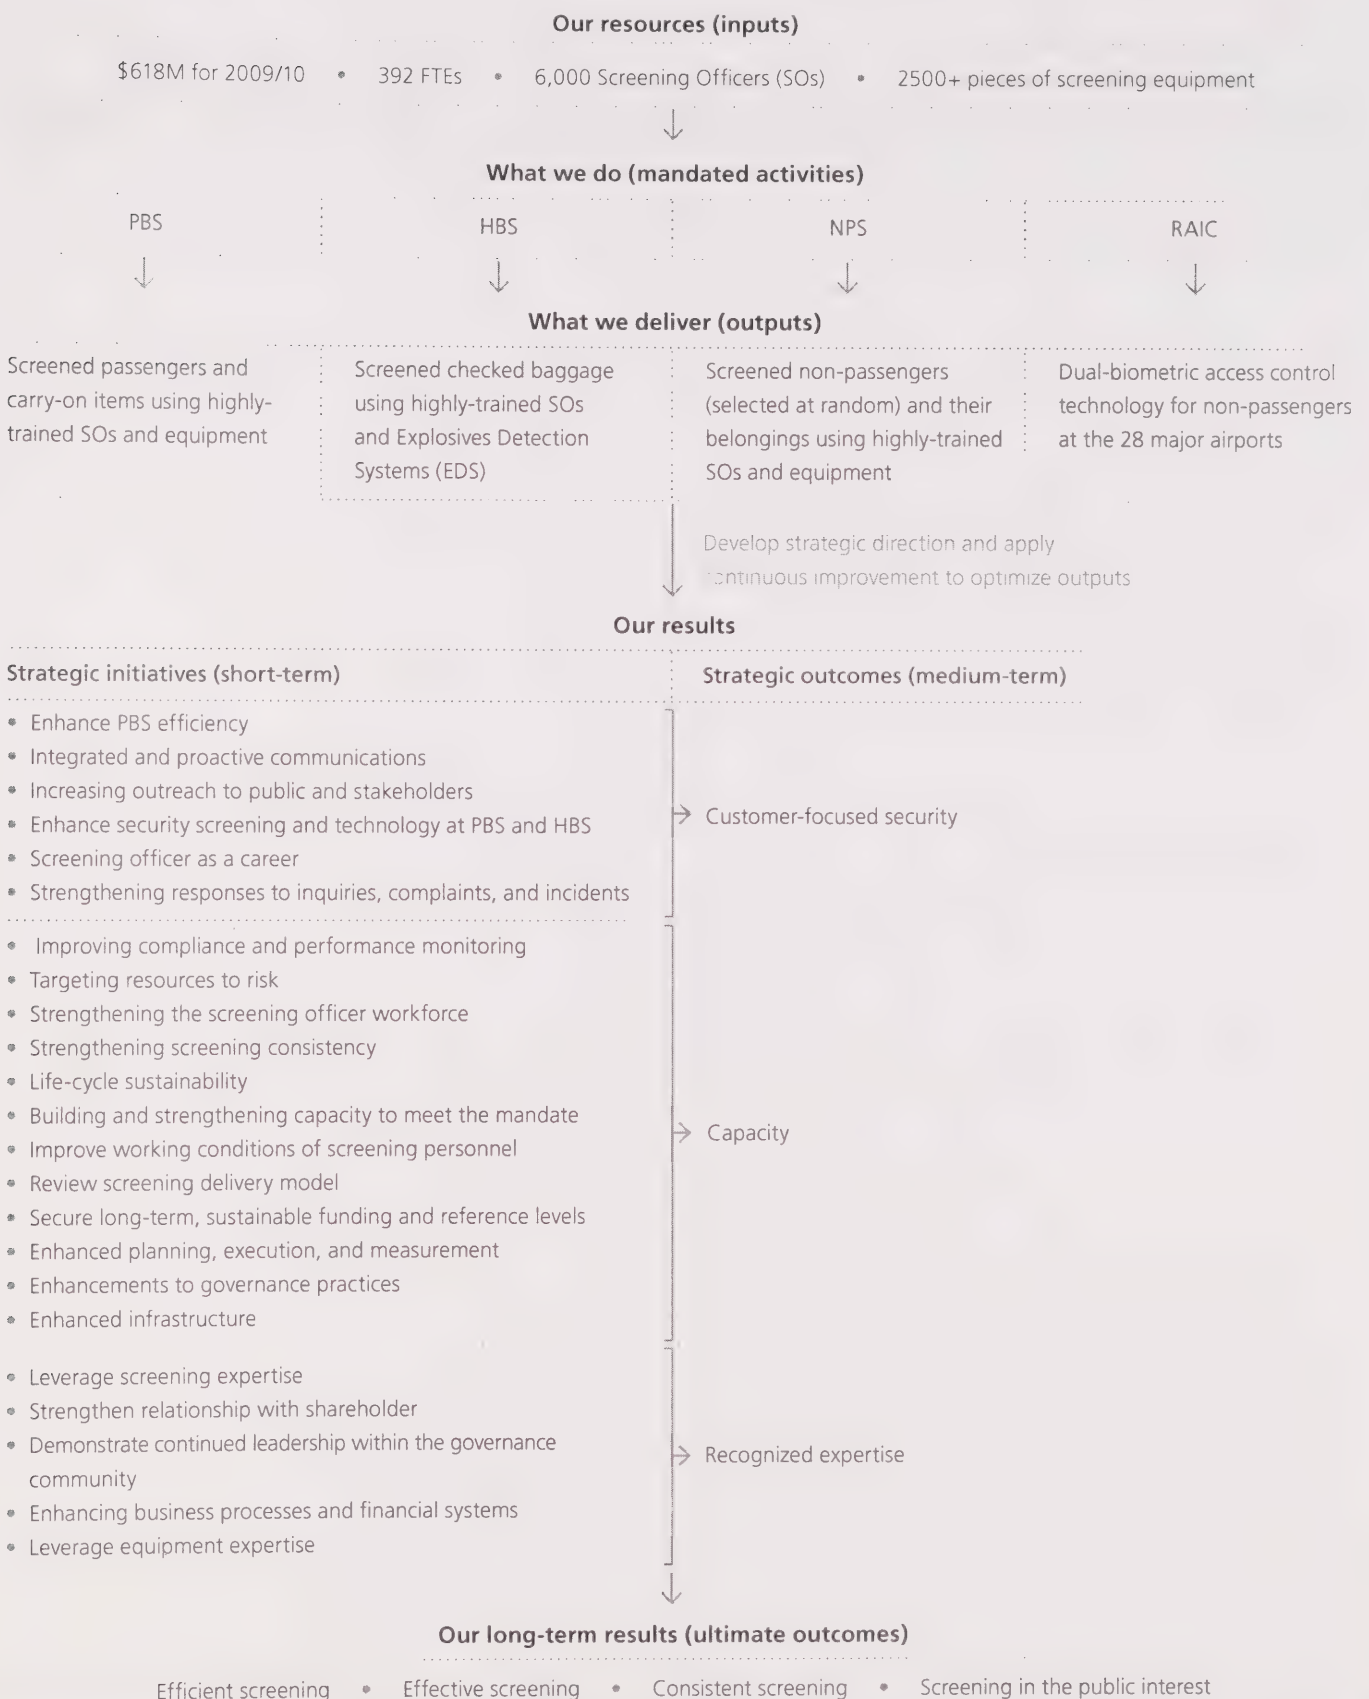 Our resources (inputs)
$618M for 2009/10 • 392 FTEs • 6,000 Screening Officers (SOs) • 2500+ pieces of screening equipment
What we do (mandated activities)
PBS
HBS
NPS
RAIC
What we deliver (outputs)
Screened passengers and
carry-on items using highly-
trained SOs and equipment
Screened checked baggage
using highly-trained SOs
and Explosives Detection
Systems (EDS)
Screened non-passengers
(selected at random) and their
belongings using highly-trained
SOs and equipment
Dual-biometric access control
technology for non-passengers
at the 28 major airports
Develop strategic direction and apply
improvement to optimize outputs
Our results
Strategic initiatives (short-term)
Strategic outcomes (medium-term)
• Enhance PBS efficiency
• Integrated and proactive communications
• Increasing outreach to public and stakeholders
• Enhance security screening and technology at PBS and HBS
• Screening officer as a career
• Strengthening responses to inquiries, complaints, and incidents
Customer-focused security
• Improving compliance and performance monitoring
• Targeting resources to risk
• Strengthening the screening officer workforce
• Strengthening screening consistency
• Life-cycle sustainability
• Building and strengthening capacity to meet the mandate
• Improve working conditions of screening personnel
• Review screening delivery model
• Secure long-term, sustainable funding and reference levels
• Enhanced planning, execution, and measurement
• Enhancements to governance practices
• Enhanced infrastructure
Capacity
• Leverage screening expertise
• Strengthen relationship with shareholder
• Demonstrate continued leadership within the governance
community
• Enhancing business processes and financial systems
• Leverage equipment expertise
Recognized expertise
Our long-term results (ultimate outcomes)
Efficient screening • Effective screening • Consistent screening • Screening in the public interest